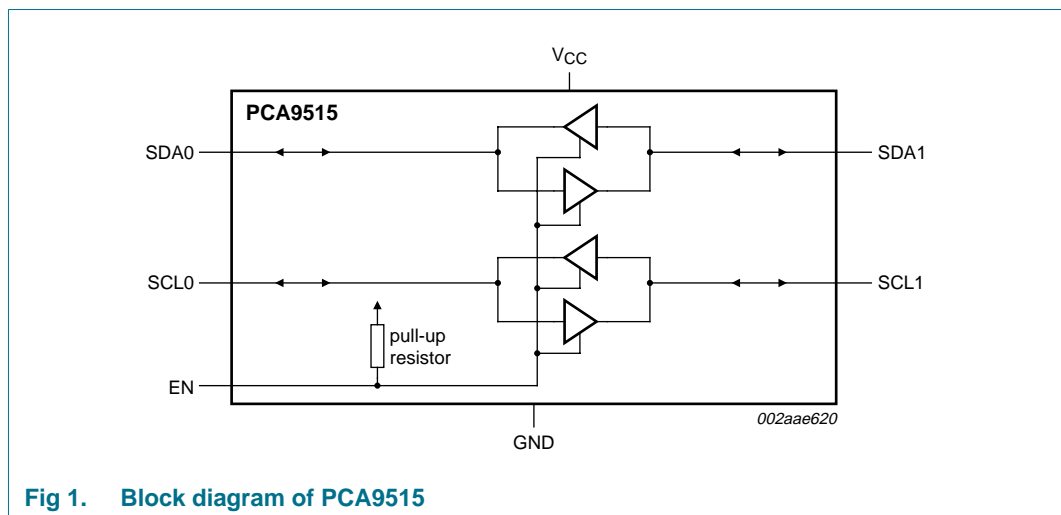 VCC
PCA9515
SDA0
SDA1
SCL0
SCL1
pull-up
resistor
EN
002aae620
GND
Fig 1. Block diagram of PCA9515